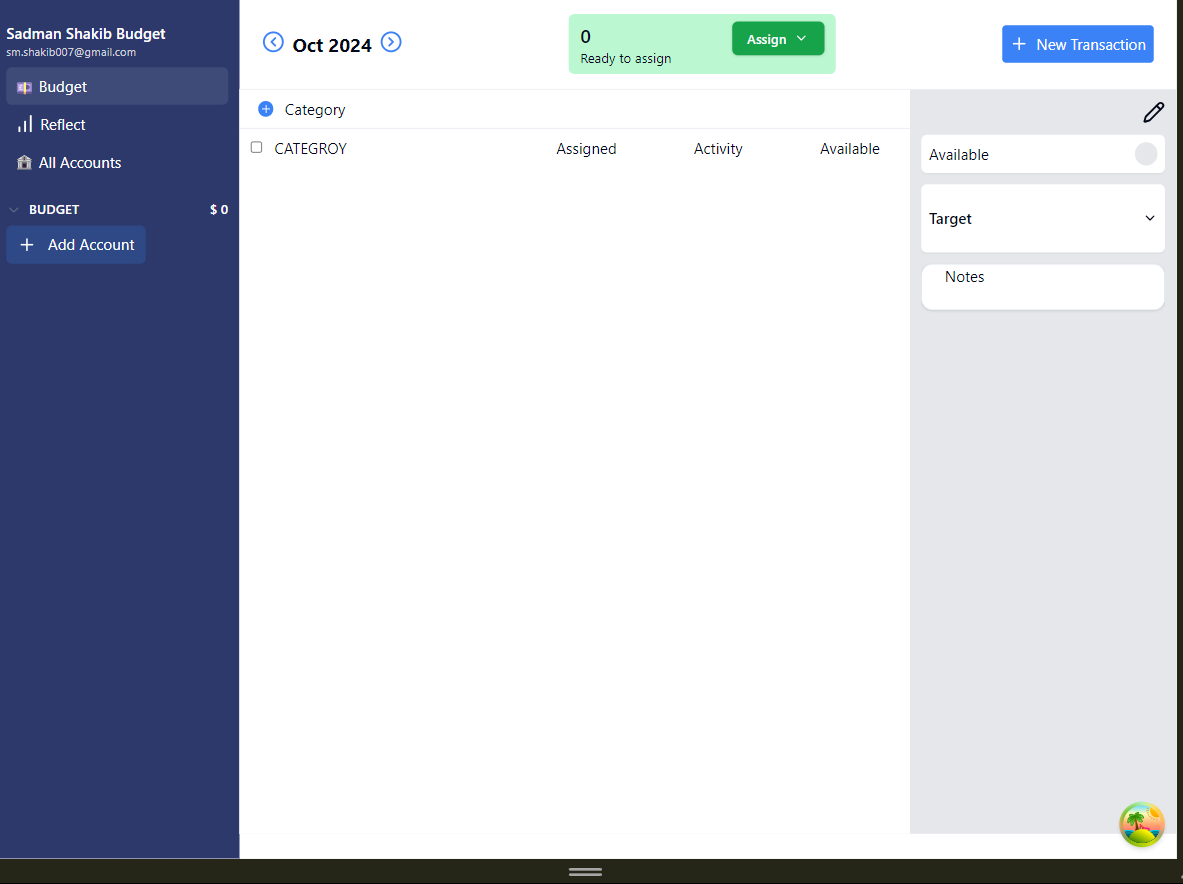 Sadman Shakib Budget
sm.shakib007@gmail.com
Budget
Reflect
All Accounts
BUDGET $ 0
Add Account
Oct 2024
0
Ready to assign
Assign
New Transaction
Category
CATEGROY Assigned Activity Available
Available
Target
Notes